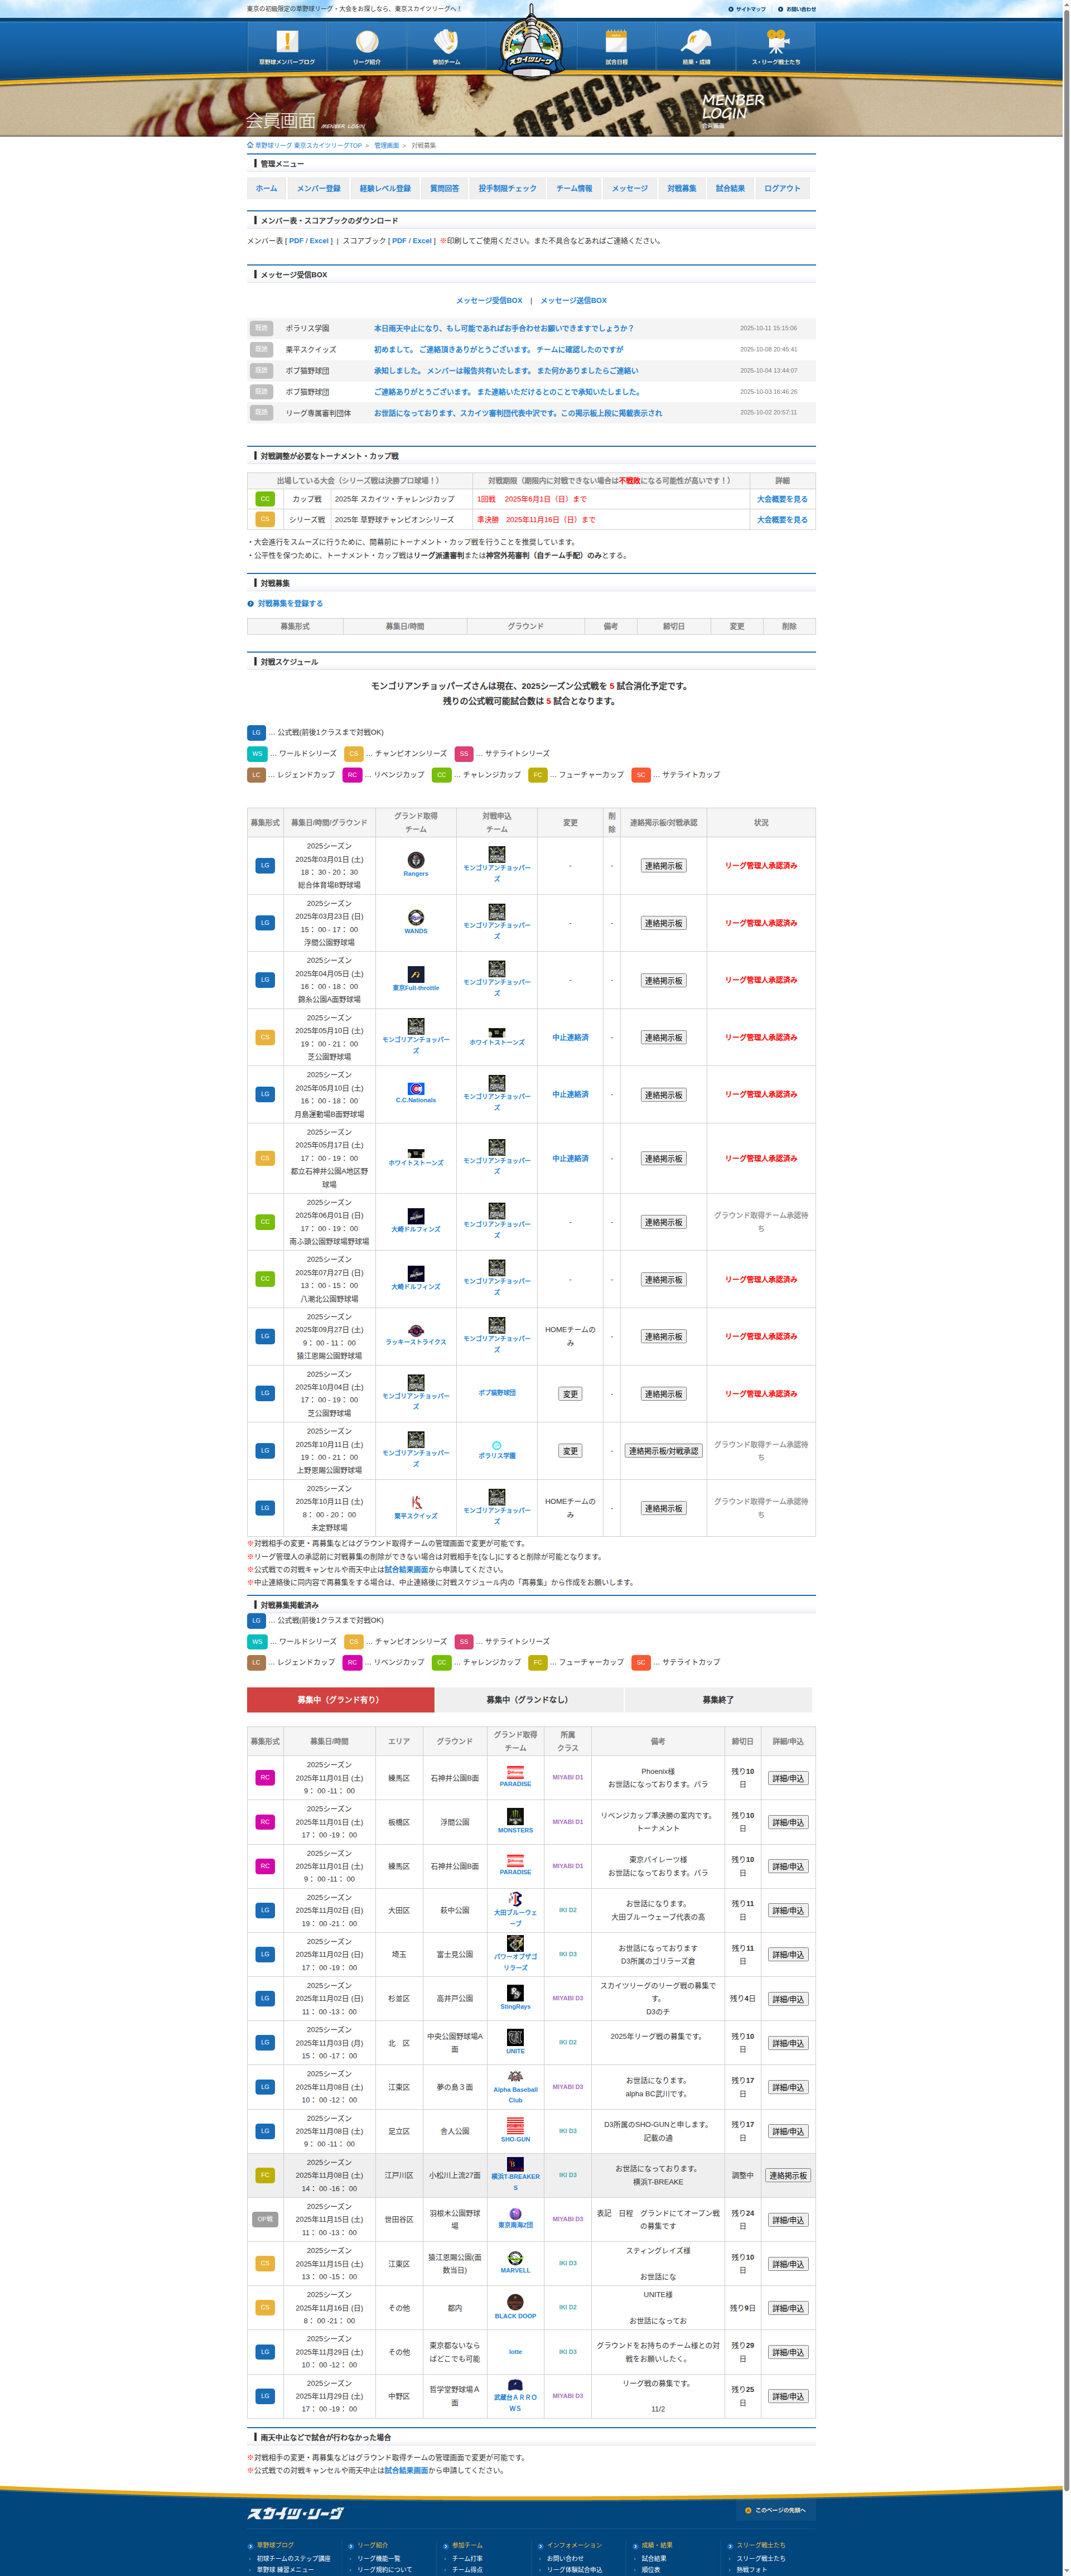 東京の初級限定の草野球リーグ・大会をお探しなら、東京スカイツリーグへ！
サイトマップ
お問い合わせ
草野球メンバーブログ
リーグ紹介
参加チーム
スカイツリーグ
試合日程
結果・成績
ス・リーグ戦士たち
会員画面 MENBER LOGIN
MENBER LOGIN
会員画面
草野球リーグ 東京スカイツリーグTOP > 管理画面 > 対戦募集
管理メニュー
ホーム メンバー登録 経験レベル登録 質問回答 投手制限チェック チーム情報 メッセージ 対戦募集 試合結果 ログアウト
メンバー表・スコアブックのダウンロード
メンバー表 [ PDF / Excel ] | スコアブック [ PDF / Excel ] ※印刷してご使用ください。また不具合などあればご連絡ください。
メッセージ受信BOX
メッセージ受信BOX | メッセージ送信BOX
既読 ポラリス学園 本日雨天中止になり、もし可能であればお手合わせお願いできますでしょうか？ 2025-10-11 15:15:06
既読 栗平スクイッズ 初めまして。 ご連絡頂きありがとうございます。 チームに確認したのですが 2025-10-08 20:45:41
既読 ボブ猫野球団 承知しました。 メンバーは報告共有いたします。 また何かありましたらご連絡い 2025-10-04 13:44:07
既読 ボブ猫野球団 ご連絡ありがとうございます。 また連絡いただけるとのことで承知いたしました。 2025-10-03 16:46:26
既読 リーグ専属審判団体 お世話になっております、スカイツ審判団代表中沢です。この掲示板上段に掲載表示され 2025-10-02 20:57:11
対戦調整が必要なトーナメント・カップ戦
出場している大会（シリーズ戦は決勝プロ球場！） 対戦期限（期限内に対戦できない場合は不戦敗になる可能性が高いです！） 詳細
CC カップ戦 2025年 スカイツ・チャレンジカップ 1回戦 2025年6月1日（日）まで 大会概要を見る
CS シリーズ戦 2025年 草野球チャンピオンシリーズ 準決勝 2025年11月16日（日）まで 大会概要を見る
・大会進行をスムーズに行うために、開幕前にトーナメント・カップ戦を行うことを推奨しています。
・公平性を保つために、トーナメント・カップ戦はリーグ派遣審判または神宮外苑審判（自チーム手配）のみとする。
対戦募集
対戦募集を登録する
募集形式 募集日/時間 グラウンド 備考 締切日 変更 削除
対戦スケジュール
モンゴリアンチョッパーズさんは現在、2025シーズン公式戦を 5 試合消化予定です。
残りの公式戦可能試合数は 5 試合となります。
LG … 公式戦(前後1クラスまで対戦OK)
WS … ワールドシリーズ CS … チャンピオンシリーズ SS … サテライトシリーズ
LC … レジェンドカップ RC … リベンジカップ CC … チャレンジカップ FC … フューチャーカップ SC … サテライトカップ
募集形式 募集日/時間/グラウンド グランド取得チーム 対戦申込チーム 変更 削除 連絡掲示板/対戦承認 状況
LG 2025シーズン 2025年03月01日 (土) 18： 30 - 20： 30 総合体育場B野球場 Rangers モンゴリアンチョッパーズ - - 連絡掲示板 リーグ管理人承認済み
LG 2025シーズン 2025年03月23日 (日) 15： 00 - 17： 00 浮間公園野球場 WANDS モンゴリアンチョッパーズ - - 連絡掲示板 リーグ管理人承認済み
LG 2025シーズン 2025年04月05日 (土) 16： 00 - 18： 00 錦糸公園A面野球場 東京Full-throttle モンゴリアンチョッパーズ - - 連絡掲示板 リーグ管理人承認済み
CS 2025シーズン 2025年05月10日 (土) 19： 00 - 21： 00 芝公園野球場 モンゴリアンチョッパーズ ホワイトストーンズ 中止連絡済 - 連絡掲示板 リーグ管理人承認済み
LG 2025シーズン 2025年05月10日 (土) 16： 00 - 18： 00 月島運動場B面野球場 C.C.Nationals モンゴリアンチョッパーズ 中止連絡済 - 連絡掲示板 リーグ管理人承認済み
CS 2025シーズン 2025年05月17日 (土) 17： 00 - 19： 00 都立石神井公園A地区野球場 ホワイトストーンズ モンゴリアンチョッパーズ 中止連絡済 - 連絡掲示板 リーグ管理人承認済み
CC 2025シーズン 2025年06月01日 (日) 17： 00 - 19： 00 南ふ頭公園野球場野球場 大崎ドルフィンズ モンゴリアンチョッパーズ - - 連絡掲示板 グラウンド取得チーム承認待ち
CC 2025シーズン 2025年07月27日 (日) 13： 00 - 15： 00 八潮北公園野球場 大崎ドルフィンズ モンゴリアンチョッパーズ - - 連絡掲示板 リーグ管理人承認済み
LG 2025シーズン 2025年09月27日 (土) 9： 00 - 11： 00 猿江恩賜公園野球場 ラッキーストライクス モンゴリアンチョッパーズ HOMEチームのみ - 連絡掲示板 リーグ管理人承認済み
LG 2025シーズン 2025年10月04日 (土) 17： 00 - 19： 00 芝公園野球場 モンゴリアンチョッパーズ ボブ猫野球団 変更 - 連絡掲示板 リーグ管理人承認済み
LG 2025シーズン 2025年10月11日 (土) 19： 00 - 21： 00 上野恩賜公園野球場 モンゴリアンチョッパーズ ポラリス学園 変更 - 連絡掲示板/対戦承認 グラウンド取得チーム承認待ち
LG 2025シーズン 2025年10月11日 (土) 8： 00 - 20： 00 未定野球場 栗平スクイッズ モンゴリアンチョッパーズ HOMEチームのみ - 連絡掲示板 グラウンド取得チーム承認待ち
※対戦相手の変更・再募集などはグラウンド取得チームの管理画面で変更が可能です。
※リーグ管理人の承認前に対戦募集の削除ができない場合は対戦相手を[なし]にすると削除が可能となります。
※公式戦での対戦キャンセルや雨天中止は試合結果画面から申請してください。
※中止連絡後に同内容で再募集をする場合は、中止連絡後に対戦スケジュール内の「再募集」から作成をお願いします。
対戦募集掲載済み
LG … 公式戦(前後1クラスまで対戦OK)
WS … ワールドシリーズ CS … チャンピオンシリーズ SS … サテライトシリーズ
LC … レジェンドカップ RC … リベンジカップ CC … チャレンジカップ FC … フューチャーカップ SC … サテライトカップ
募集中（グランド有り） 募集中（グランドなし） 募集終了
募集形式 募集日/時間 エリア グラウンド グランド取得チーム 所属クラス 備考 締切日 詳細/申込
RC 2025シーズン 2025年11月01日 (土) 9： 00 -11： 00 練馬区 石神井公園B面 PARADISE MIYABI D1 Phoenix様 お世話になっております。パラ 残り10日 詳細/申込
RC 2025シーズン 2025年11月01日 (土) 17： 00 -19： 00 板橋区 浮間公園 MONSTERS MIYABI D1 リベンジカップ準決勝の案内です。 トーナメント 残り10日 詳細/申込
RC 2025シーズン 2025年11月01日 (土) 9： 00 -11： 00 練馬区 石神井公園B面 PARADISE MIYABI D1 東京パイレーツ様 お世話になっております。パラ 残り10日 詳細/申込
LG 2025シーズン 2025年11月02日 (日) 19： 00 -21： 00 大田区 萩中公園 大田ブルーウェーブ IKI D2 お世話になります。 大田ブルーウェーブ代表の髙 残り11日 詳細/申込
LG 2025シーズン 2025年11月02日 (日) 17： 00 -19： 00 埼玉 富士見公園 パワーオブザゴリラーズ IKI D3 お世話になっております D3所属のゴリラーズ倉 残り11日 詳細/申込
LG 2025シーズン 2025年11月02日 (日) 11： 00 -13： 00 杉並区 高井戸公園 StingRays MIYABI D3 スカイツリーグのリーグ戦の募集です。 D3のチ 残り4日 詳細/申込
LG 2025シーズン 2025年11月03日 (月) 15： 00 -17： 00 北 区 中央公園野球場A面 UNITE IKI D2 2025年リーグ戦の募集です。 残り10日 詳細/申込
LG 2025シーズン 2025年11月08日 (土) 10： 00 -12： 00 江東区 夢の島３面 Alpha Baseball Club MIYABI D3 お世話になります。 alpha BC武川です。 残り17日 詳細/申込
LG 2025シーズン 2025年11月08日 (土) 9： 00 -11： 00 足立区 舎人公園 SHO-GUN IKI D3 D3所属のSHO-GUNと申します。 記載の通 残り17日 詳細/申込
FC 2025シーズン 2025年11月08日 (土) 14： 00 -16： 00 江戸川区 小松川上流27面 横浜T-BREAKERS IKI D3 お世話になっております。 横浜T-BREAKE 調整中 連絡掲示板
OP戦 2025シーズン 2025年11月15日 (土) 11： 00 -13： 00 世田谷区 羽根木公園野球場 東京南海Z団 MIYABI D3 表記 日程 グランドにてオープン戦の募集です 残り24日 詳細/申込
CS 2025シーズン 2025年11月15日 (土) 13： 00 -15： 00 江東区 猿江恩賜公園(面数当日) MARVELL IKI D3 スティングレイズ様 お世話にな 残り10日 詳細/申込
CS 2025シーズン 2025年11月16日 (日) 8： 00 -21： 00 その他 都内 BLACK DOOP IKI D2 UNITE様 お世話になってお 残り9日 詳細/申込
LG 2025シーズン 2025年11月29日 (土) 10： 00 -12： 00 その他 東京都ないならばどこでも可能 lotte IKI D3 グラウンドをお持ちのチーム様との対戦をお願いしたく。 残り29日 詳細/申込
LG 2025シーズン 2025年11月29日 (土) 17： 00 -19： 00 中野区 哲学堂野球場Ａ面 武蔵台ＡＲＲＯＷＳ MIYABI D3 リーグ戦の募集です。 11/2 残り25日 詳細/申込
雨天中止などで試合が行わなかった場合
※対戦相手の変更・再募集などはグラウンド取得チームの管理画面で変更が可能です。
※公式戦での対戦キャンセルや雨天中止は試合結果画面から申請してください。
スカイツ・リーグ
このページの先頭へ
草野球ブログ リーグ紹介 参加チーム インフォメーション 成績・結果 スリーグ戦士たち
初球チームのステップ講座 リーグ機能一覧 チーム打率 お問い合わせ 試合結果 スリーグ戦士たち
草野球 練習メニュー リーグ規約について チーム得点 リーグ体験試合申込 順位表 熱戦フォト